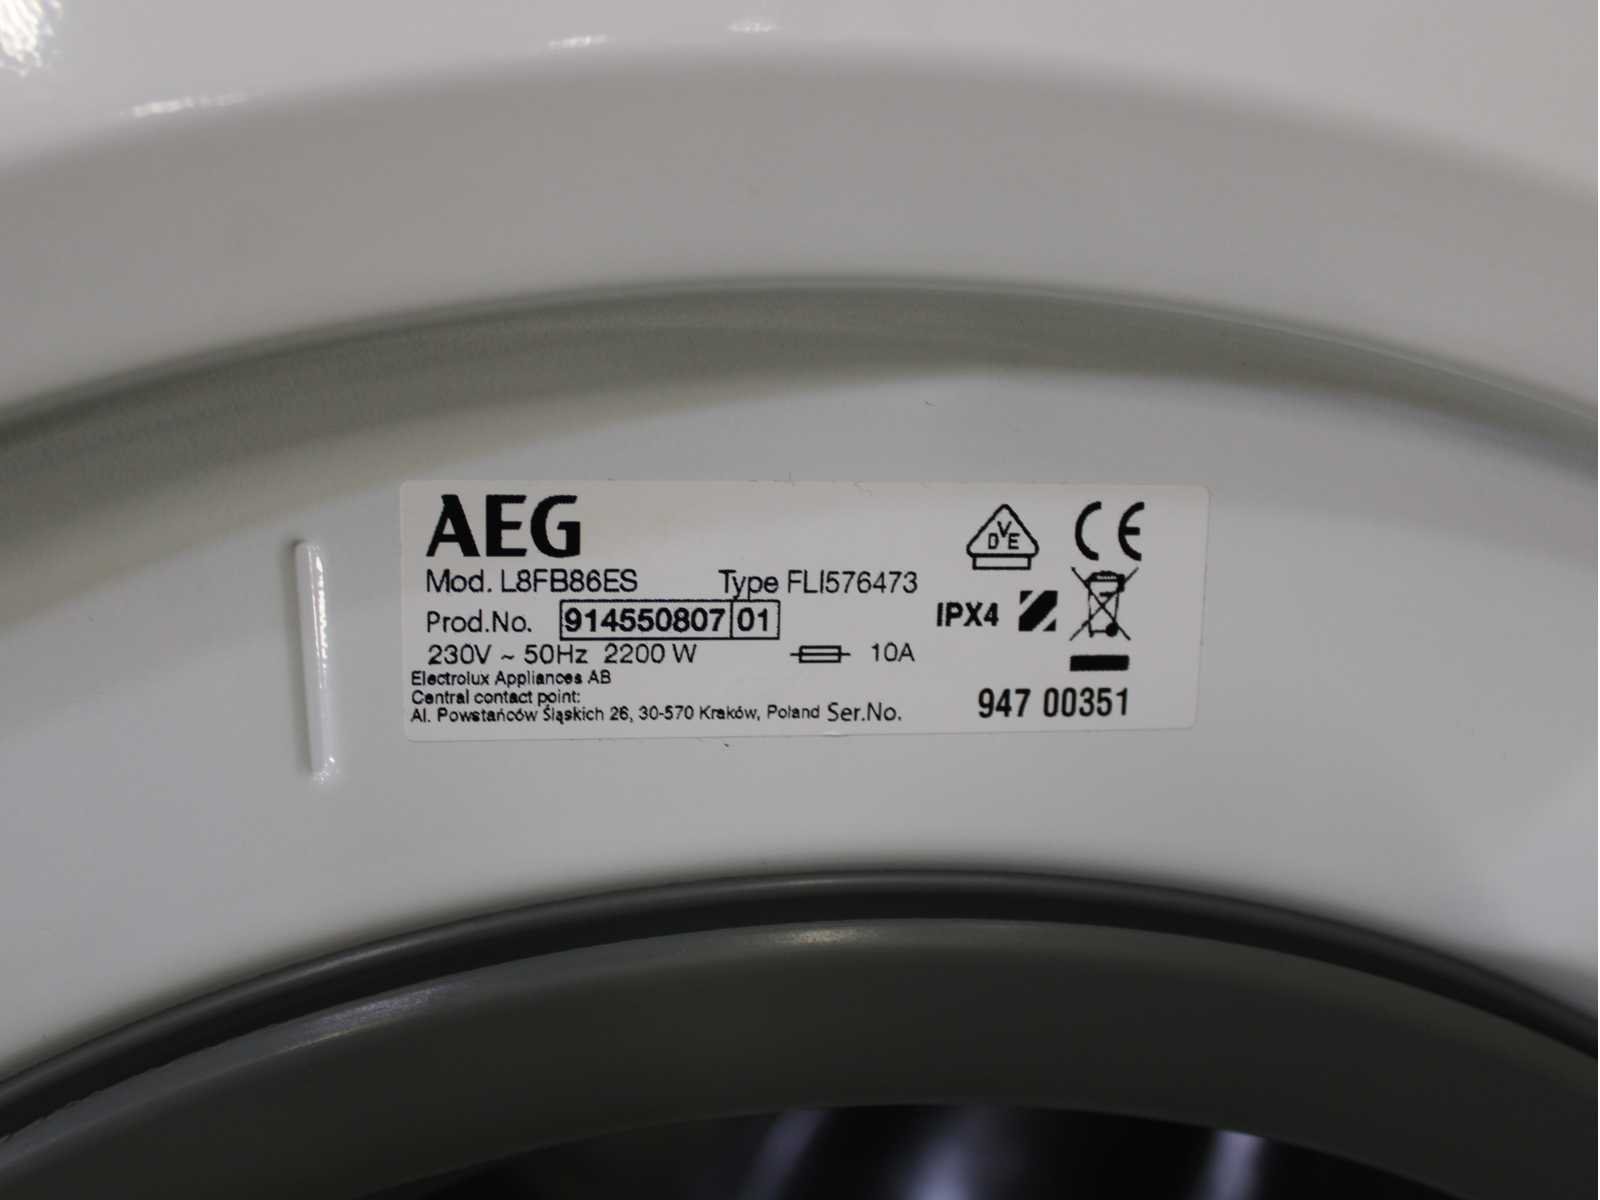 AEG
Mod. L8FB86ES Type FLI576473
Prod.No. 914550807 01
230V ~ 50Hz 2200 W 10A
Electrolux Appliances AB
Central contact point:
Al. Powstańców Śląskich 26, 30-570 Kraków, Poland Ser.No. 947 00351
DVE
CE
IPX4